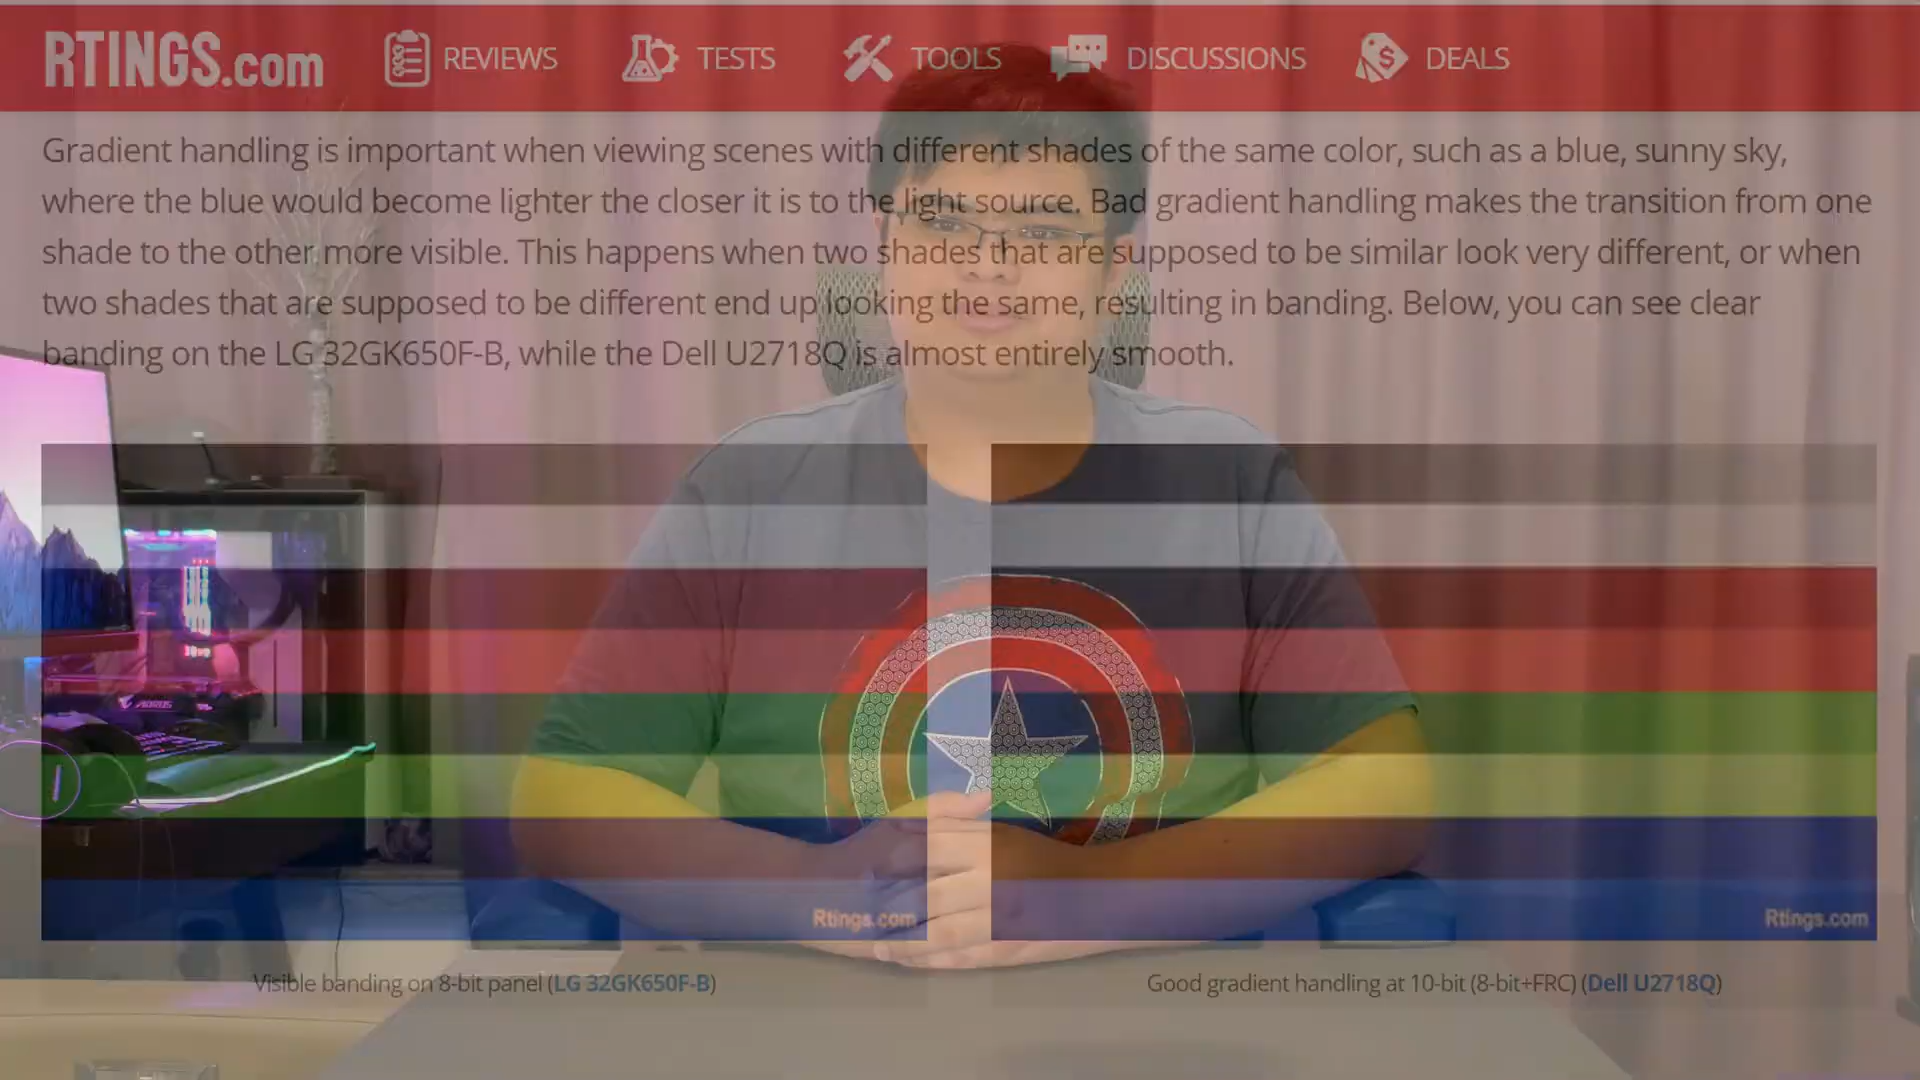 RTINGS.com REVIEWS TESTS TOOLS DISCUSSIONS DEALS
Gradient handling is important when viewing scenes with different shades of the same color, such as a blue, sunny sky,
where the blue would become lighter the closer it is to the light source. Bad gradient handling makes the transition from one
shade to the other more visible. This happens when two shades that are supposed to be similar look very different, or when
two shades that are supposed to be different end up looking the same, resulting in banding. Below, you can see clear
banding on the LG 32GK650F-B, while the Dell U2718Q is almost entirely smooth.
AORUS
Rtings.com
Rtings.com
Visible banding on 8-bit panel (LG 32GK650F-B)
Good gradient handling at 10-bit (8-bit+FRC) (Dell U2718Q)